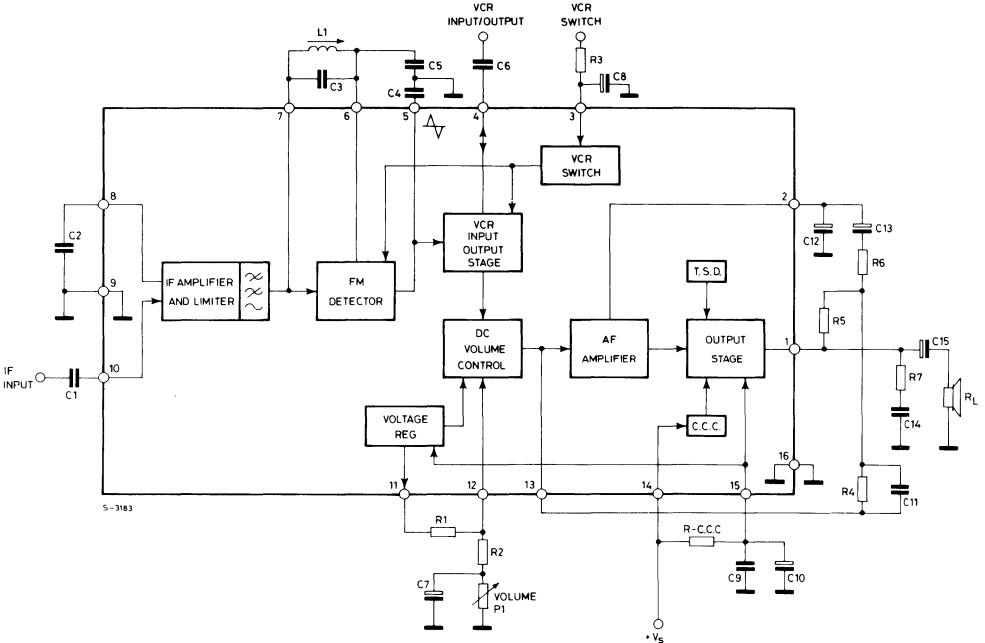 VCR
INPUT/OUTPUT
VCR
SWITCH
L1
R3
C5
C6
C8
C3
C4
7
6
5
4
3
VCR
SWITCH
8
2
C2
VCR
INPUT
OUTPUT
STAGE
C12
C13
9
IF AMPLIFIER
AND LIMITER
FM
DETECTOR
T.S.D.
R6
R5
DC
VOLUME
CONTROL
AF
AMPLIFIER
OUTPUT
STAGE
1
C15
IF
INPUT
C1
10
R7
RL
C14
VOLTAGE
REG
C.C.C.
16
11
12
13
14
15
R4
C11
S-3183
R1
R-C.C.C
R2
C7
C9
C10
VOLUME
P1
+Vs